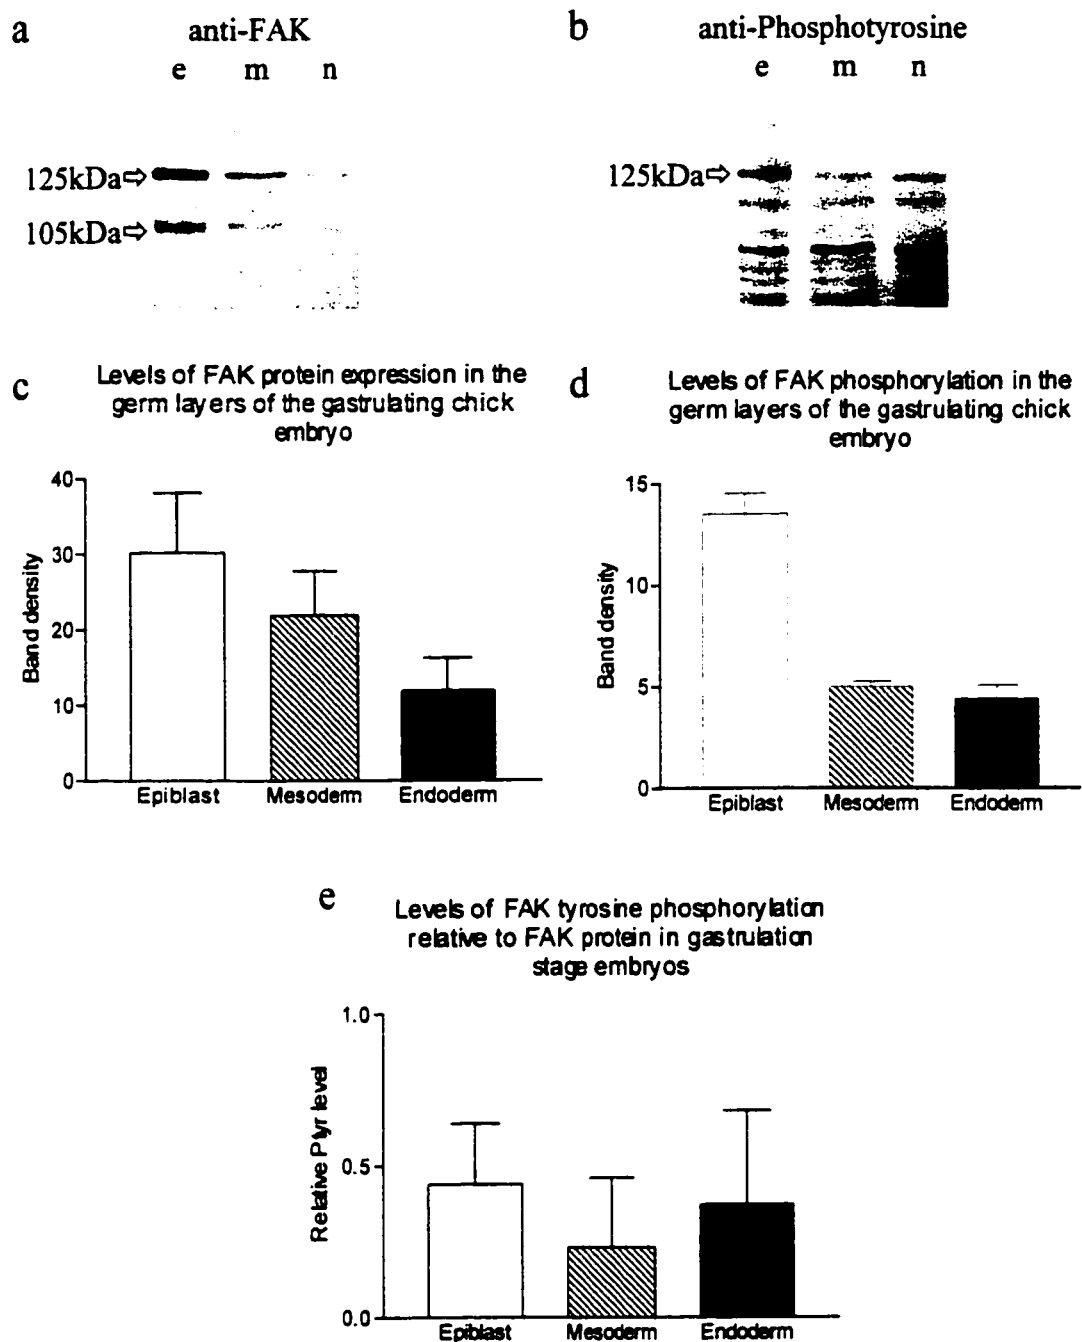 a
anti-FAK
e m n
125kDa⇨
105kDa⇨
b
anti-Phosphotyrosine
e m n
125kDa⇨
c
Levels of FAK protein expression in the
germ layers of the gastrulating chick
embryo
Band density
40
30
20
10
0
Epiblast Mesoderm Endoderm
d
Levels of FAK phosphorylation in the
germ layers of the gastrulating chick
embryo
Band density
15
10
5
0
Epiblast Mesoderm Endoderm
e
Levels of FAK tyrosine phosphorylation
relative to FAK protein in gastrulation
stage embryos
Relative Ptyr level
1.0
0.5
0.0
Epiblast Mesoderm Endoderm